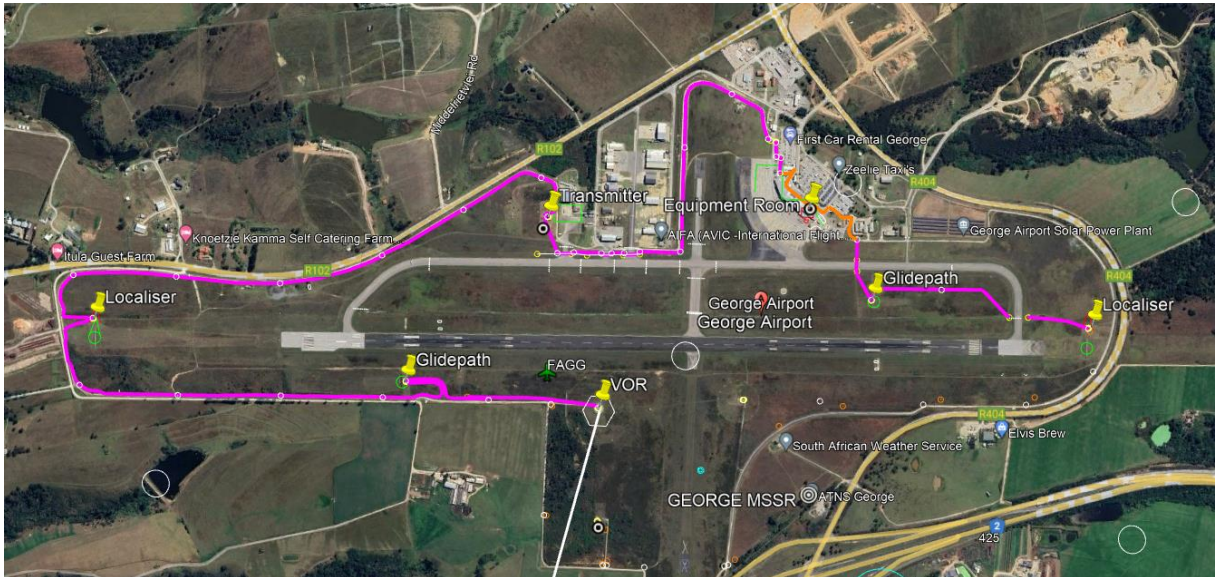 Middelrietvlei Rd
First Car Rental George
R102
Zeelie Taxi's
R404
Transmitter
Equipment Room
Knoetzie Kamma Self Catering Farm...
AIFA (AVIC -International Flight...
George Airport Solar Power Plant
Itula Guest Farm
R102
R404
Glidepath
Localiser
George Airport
Localiser
George Airport
Glidepath
FAGG
VOR
R404
Elvis Brew
South African Weather Service
GEORGE MSSR
ATNS George
2
425